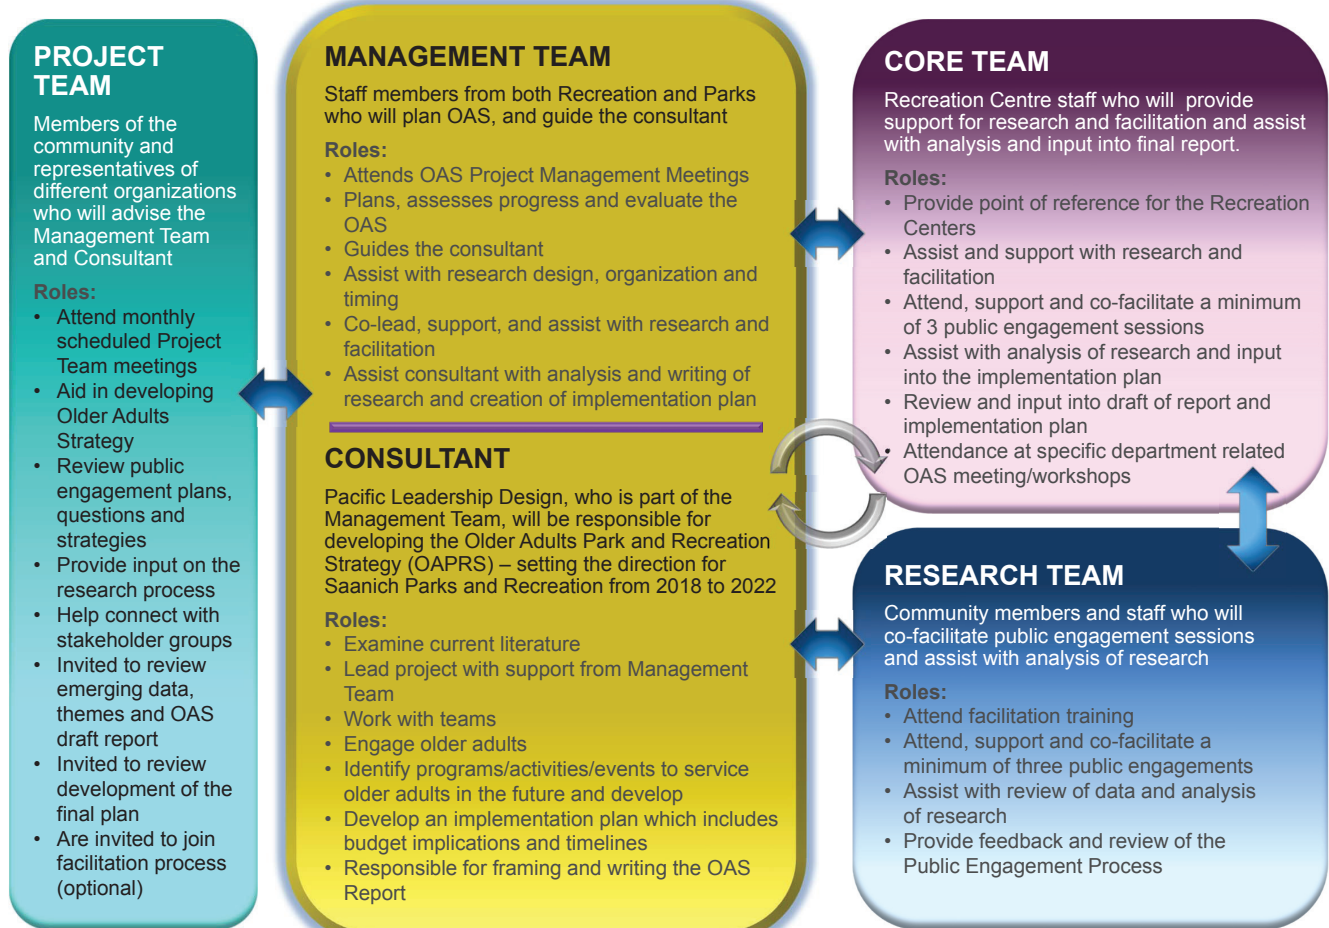 PROJECT
TEAM
Members of the
community and
representatives of
different organizations
who will advise the
Management Team
and Consultant
Roles:
• Attend monthly
scheduled Project
Team meetings
• Aid in developing
Older Adults
Strategy
• Review public
engagement plans,
questions and
strategies
• Provide input on the
research process
• Help connect with
stakeholder groups
• Invited to review
emerging data,
themes and OAS
draft report
• Invited to review
development of the
final plan
• Are invited to join
facilitation process
(optional)
MANAGEMENT TEAM
Staff members from both Recreation and Parks
who will plan OAS, and guide the consultant
Roles:
• Attends OAS Project Management Meetings
• Plans, assesses progress and evaluate the
OAS
• Guides the consultant
• Assist with research design, organization and
timing
• Co-lead, support, and assist with research and
facilitation
• Assist consultant with analysis and writing of
research and creation of implementation plan
CONSULTANT
Pacific Leadership Design, who is part of the
Management Team, will be responsible for
developing the Older Adults Park and Recreation
Strategy (OAPRS) – setting the direction for
Saanich Parks and Recreation from 2018 to 2022
Roles:
• Examine current literature
• Lead project with support from Management
Team
• Work with teams
• Engage older adults
• Identify programs/activities/events to service
older adults in the future and develop
• Develop an implementation plan which includes
budget implications and timelines
• Responsible for framing and writing the OAS
Report
CORE TEAM
Recreation Centre staff who will provide
support for research and facilitation and assist
with analysis and input into final report.
Roles:
• Provide point of reference for the Recreation
Centers
• Assist and support with research and
facilitation
• Attend, support and co-facilitate a minimum
of 3 public engagement sessions
• Assist with analysis of research and input
into the implementation plan
• Review and input into draft of report and
implementation plan
• Attendance at specific department related
OAS meeting/workshops
RESEARCH TEAM
Community members and staff who will
co-facilitate public engagement sessions
and assist with analysis of research
Roles:
• Attend facilitation training
• Attend, support and co-facilitate a
minimum of three public engagements
• Assist with review of data and analysis
of research
• Provide feedback and review of the
Public Engagement Process